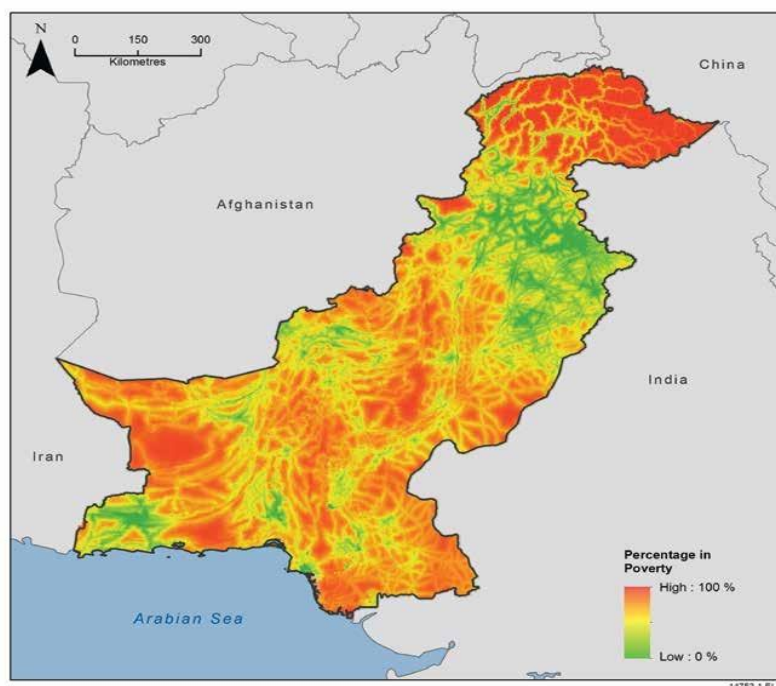 N
0 150 300
Kilometres
China
Afghanistan
India
Iran
Arabian Sea
Percentage in
Poverty
High : 100 %
Low : 0 %